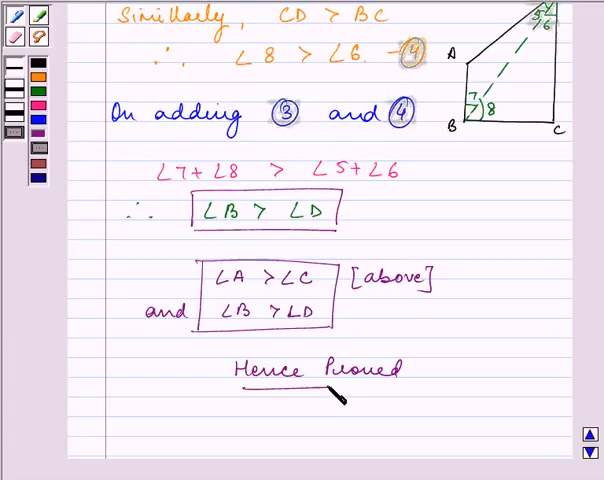 Similarly, CD > BC
∴ ∠8 > ∠6 – ④
On adding ③ and ④
∠7+∠8 > ∠5+∠6
∴ ∠B > ∠D
∠A > ∠C [above]
and ∠B > ∠D
Hence Proved
A
5
6
7
8
B
C